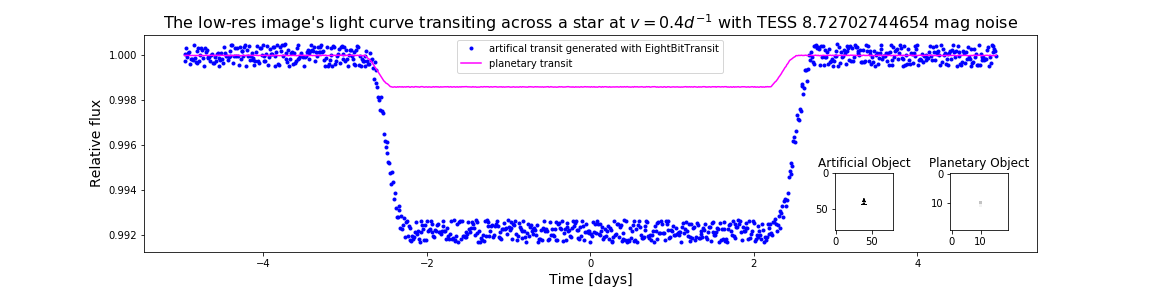 The low-res image's light curve transiting across a star at v = 0.4d⁻¹ with TESS 8.72702744654 mag noise
artifical transit generated with EightBitTransit
planetary transit
Relative flux
1.000
0.998
0.996
0.994
0.992
Artificial Object
0
50
0
50
Planetary Object
0
10
0
10
−4
−2
0
2
4
Time [days]